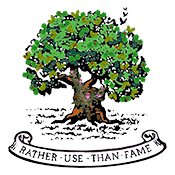 RATHER · USE · THAN · FAME